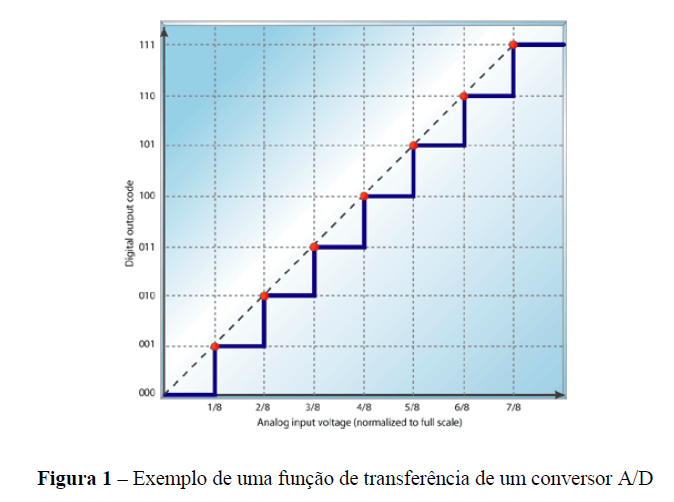 111
110
101
100
011
010
001
000
Digital output code
1/8 2/8 3/8 4/8 5/8 6/8 7/8
Analog input voltage (normalized to full scale)
Figura 1 – Exemplo de uma função de transferência de um conversor A/D